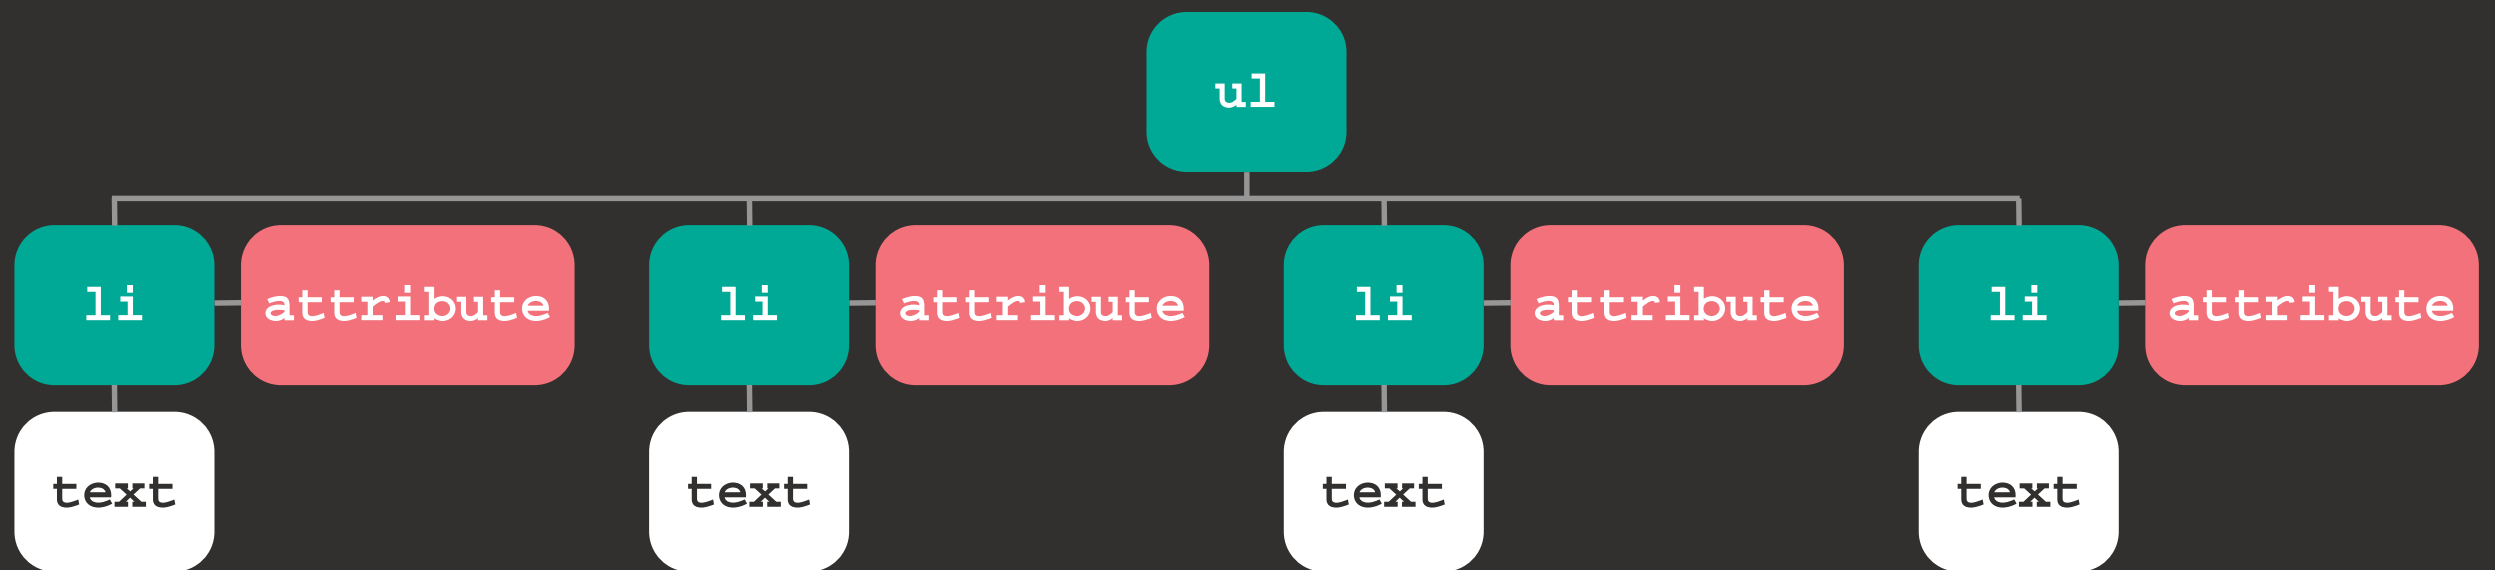 ul
li attribute li attribute li attribute li attribute
text text text text